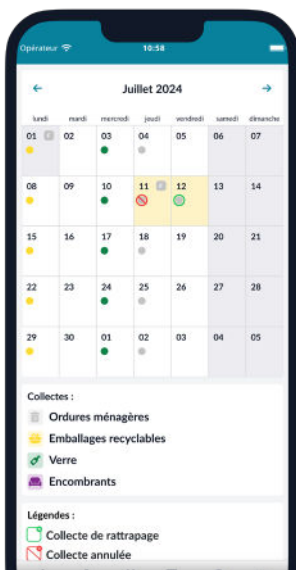 Opérateur 10:58
← Juillet 2024 →
lundi mardi mercredi jeudi vendredi samedi dimanche
01 02 03 04 05 06 07
08 09 10 11 12 13 14
15 16 17 18 19 20 21
22 23 24 25 26 27 28
29 30 01 02 03 04 05
Collectes :
Ordures ménagères
Emballages recyclables
Verre
Encombrants
Légendes :
Collecte de rattrapage
Collecte annulée